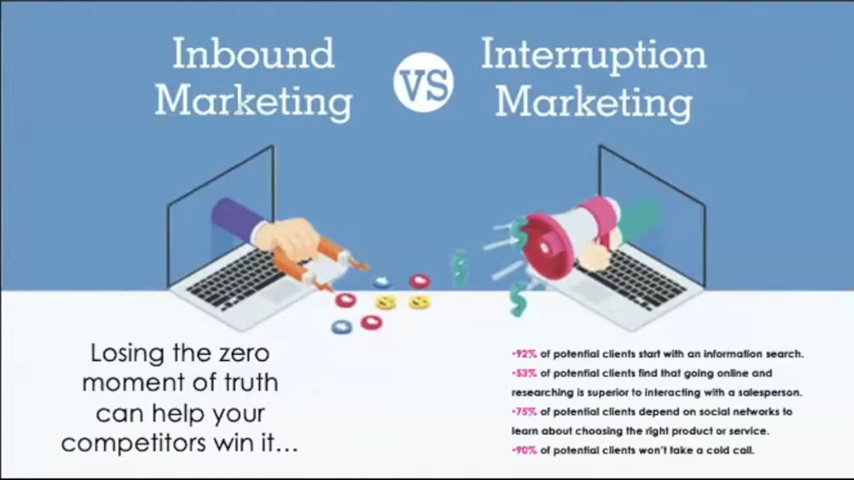 Inbound
Marketing
VS
Interruption
Marketing
Losing the zero
moment of truth
can help your
competitors win it...
•92% of potential clients start with an information search.
•53% of potential clients find that going online and
researching is superior to interacting with a salesperson.
•75% of potential clients depend on social networks to
learn about choosing the right product or service.
•90% of potential clients won't take a cold call.